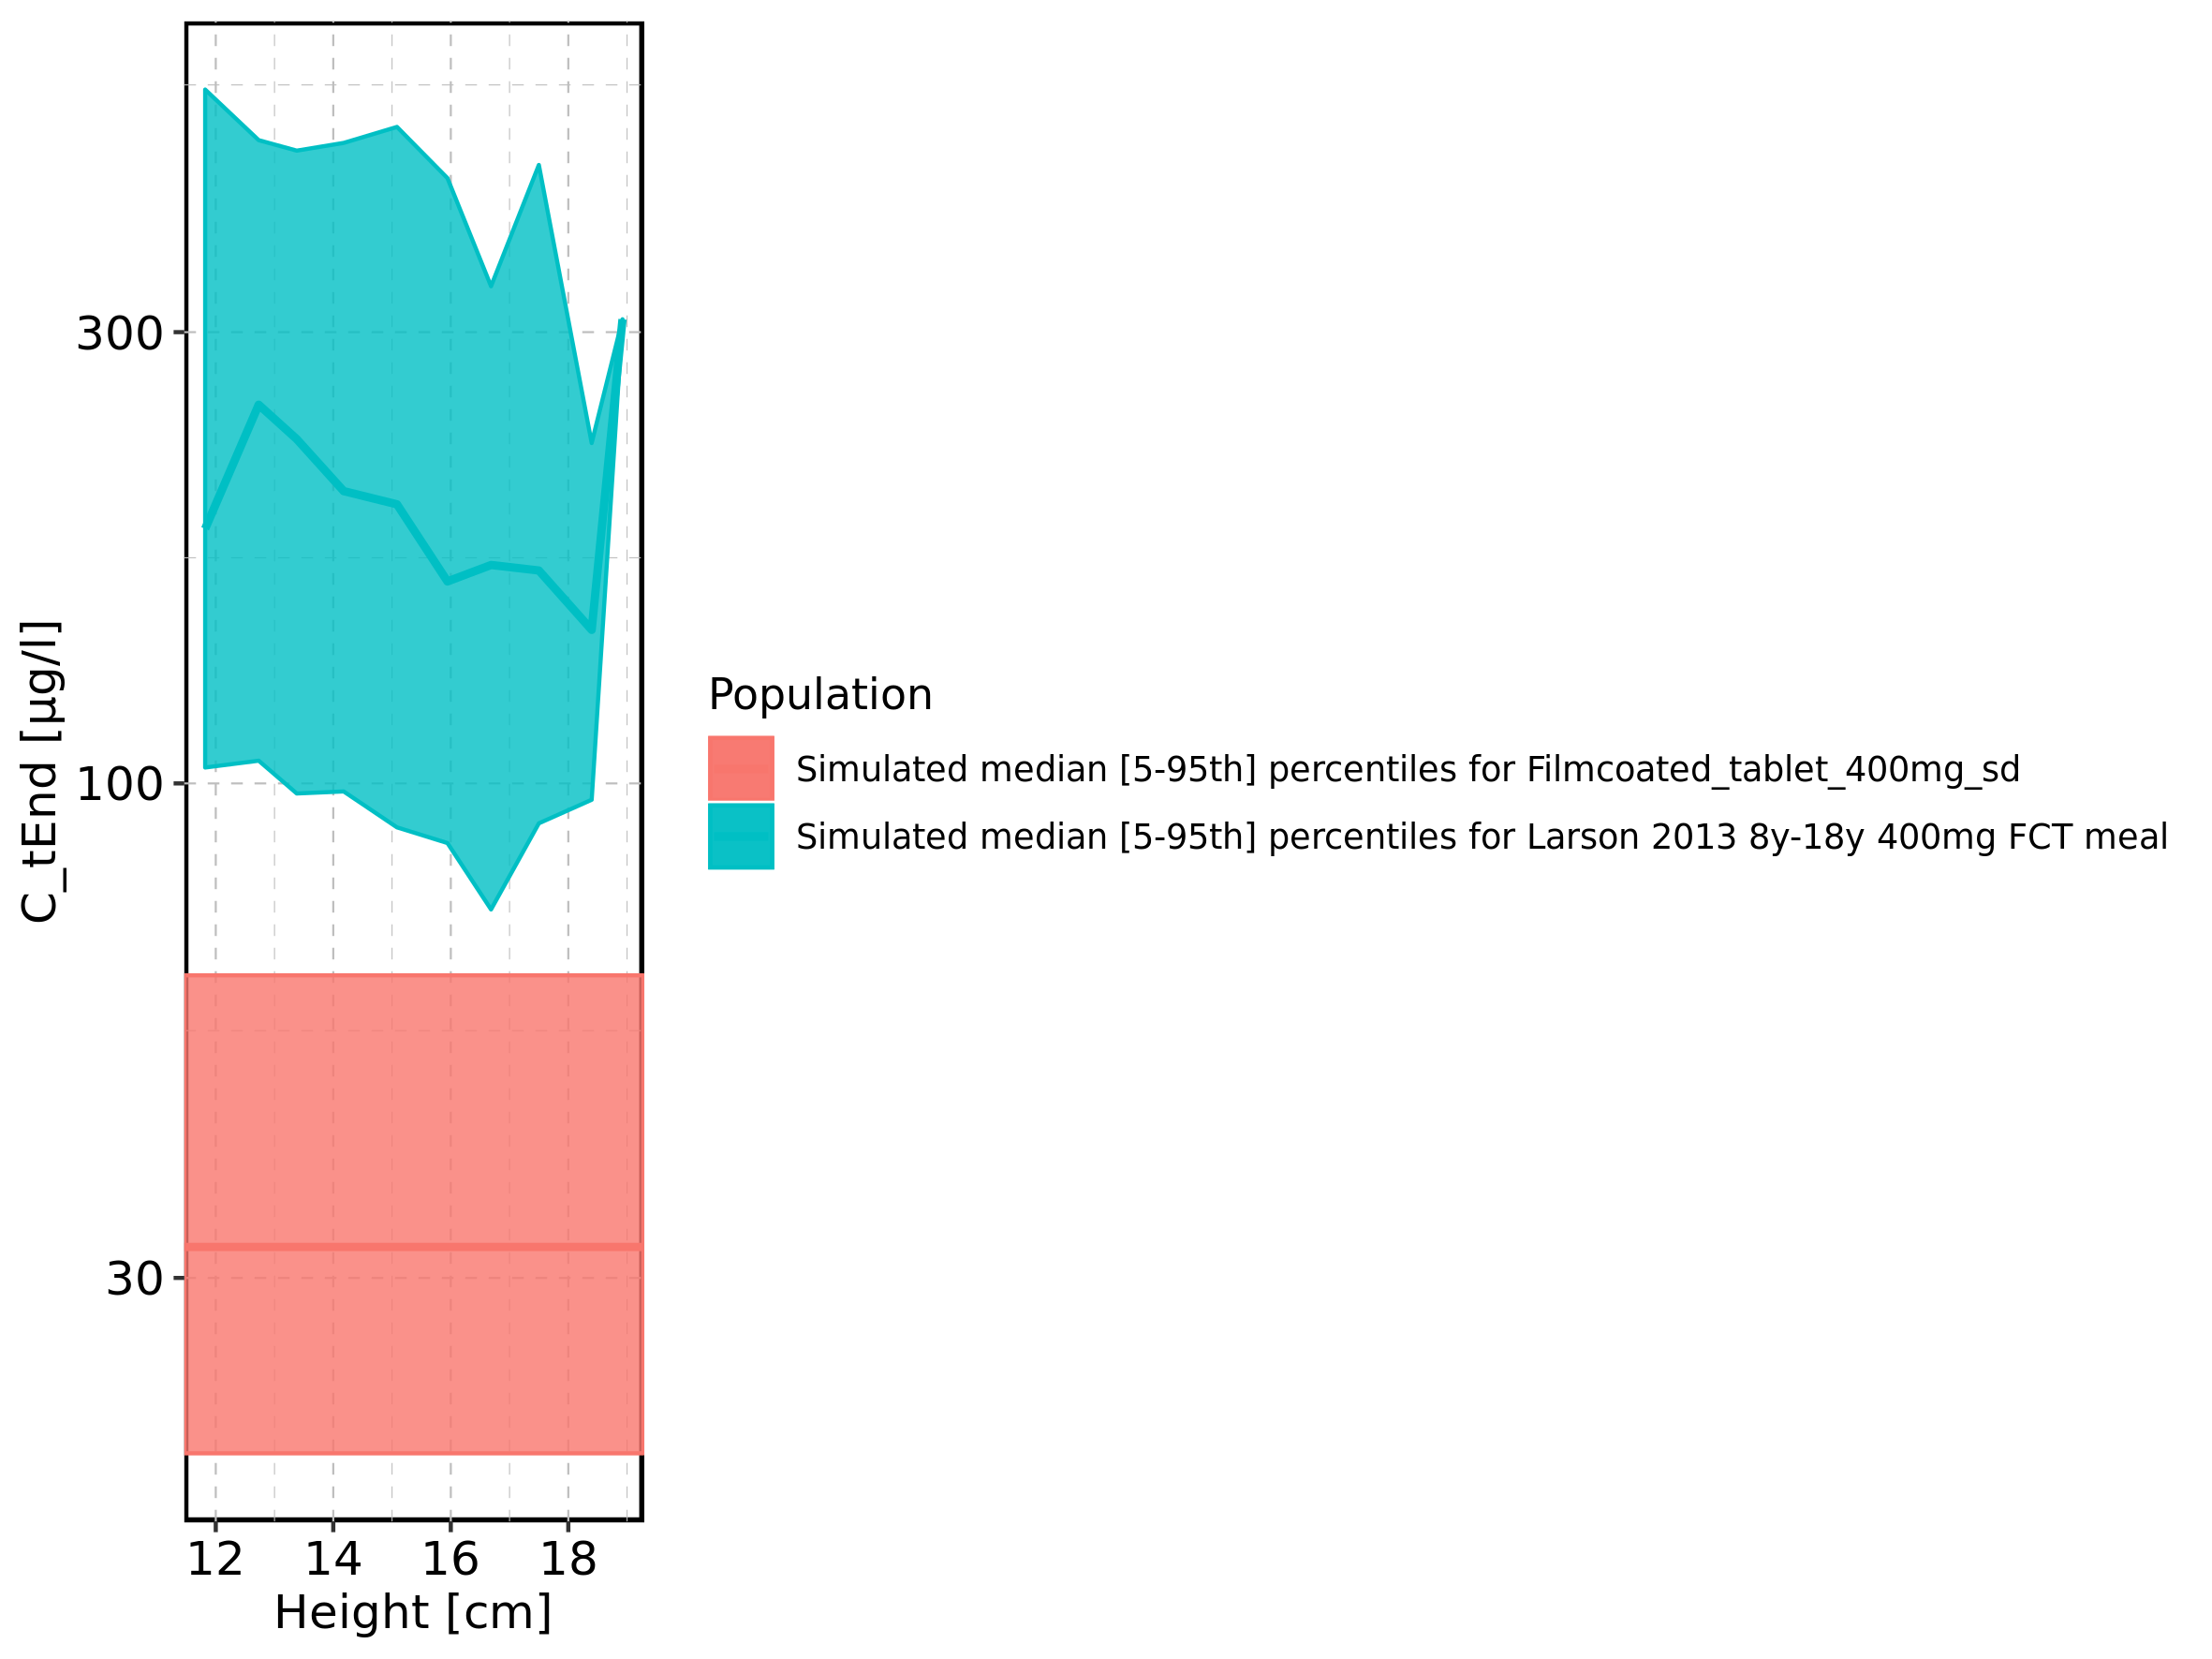 C_tEnd [µg/l]
300
100
30
12 14 16 18
Height [cm]
Population
Simulated median [5-95th] percentiles for Filmcoated_tablet_400mg_sd
Simulated median [5-95th] percentiles for Larson 2013 8y-18y 400mg FCT meal